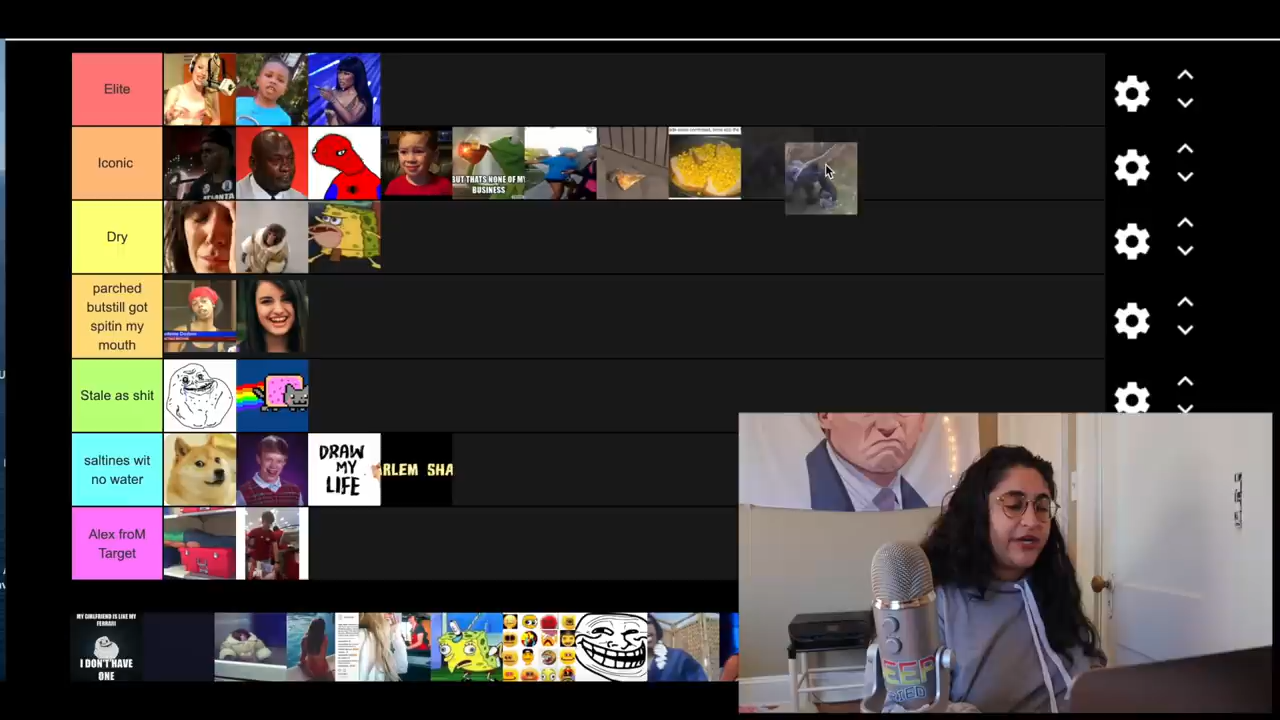 Elite
Iconic
BUT THATS NONE OF MY
BUSINESS
Dry
parched
butstill got
spitin my
mouth
Stale as shit
saltines wit
no water
DRAW
MY
LIFE
RLEM SHA
Alex froM
Target
MY GIRLFRIEND IS LIKE MY
FERRARI
I DON'T HAVE
ONE